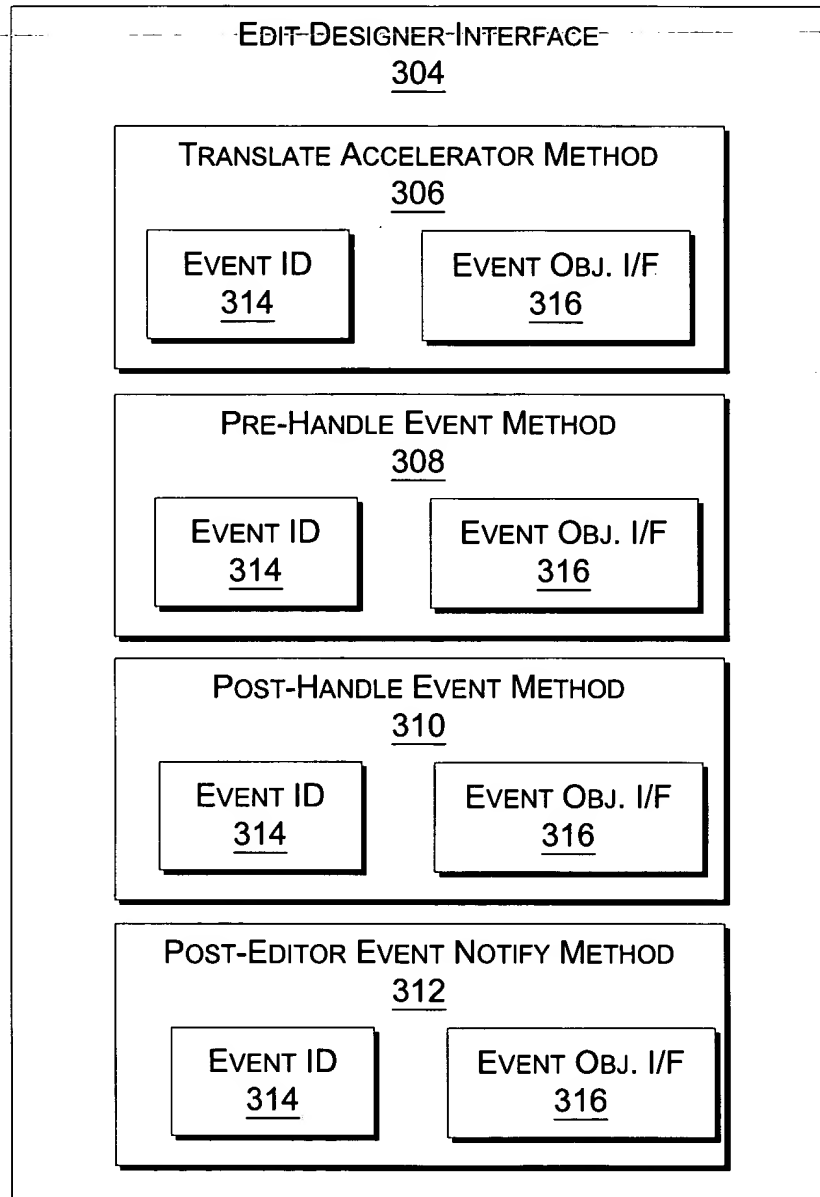 EDIT DESIGNER INTERFACE
304
TRANSLATE ACCELERATOR METHOD
306
EVENT ID
314
EVENT OBJ. I/F
316
PRE-HANDLE EVENT METHOD
308
EVENT ID
314
EVENT OBJ. I/F
316
POST-HANDLE EVENT METHOD
310
EVENT ID
314
EVENT OBJ. I/F
316
POST-EDITOR EVENT NOTIFY METHOD
312
EVENT ID
314
EVENT OBJ. I/F
316